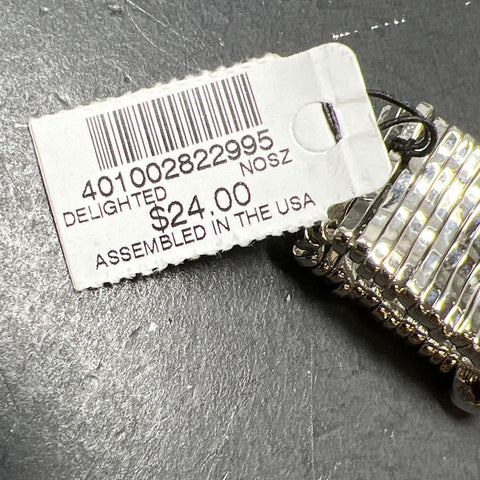 401002822995
DELIGHTED NOSZ
$24.00
ASSEMBLED IN THE USA